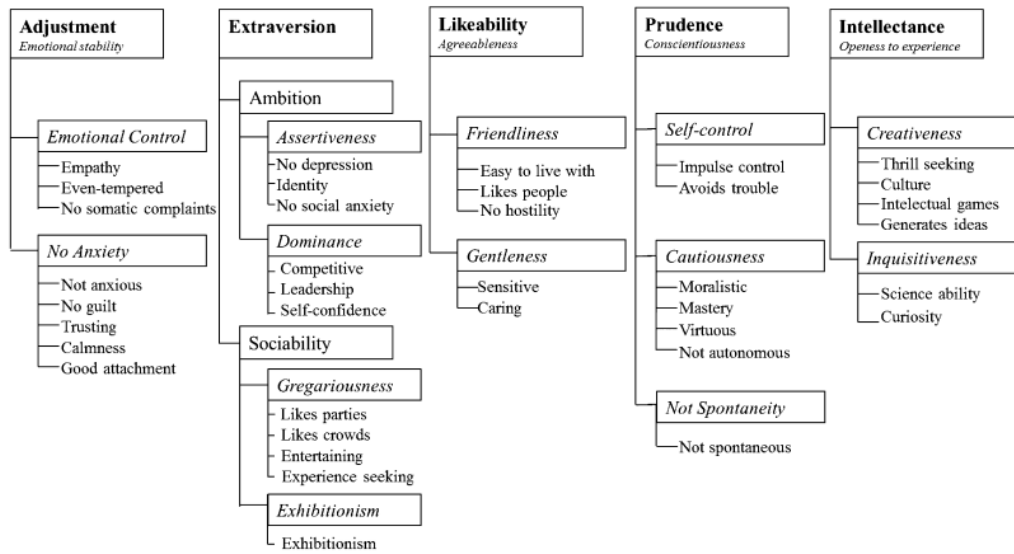 Adjustment
Emotional stability
Emotional Control
Empathy
Even-tempered
No somatic complaints
No Anxiety
Not anxious
No guilt
Trusting
Calmness
Good attachment
Extraversion
Ambition
Assertiveness
No depression
Identity
No social anxiety
Dominance
Competitive
Leadership
Self-confidence
Sociability
Gregariousness
Likes parties
Likes crowds
Entertaining
Experience seeking
Exhibitionism
Exhibitionism
Likeability
Agreeableness
Friendliness
Easy to live with
Likes people
No hostility
Gentleness
Sensitive
Caring
Prudence
Conscientiousness
Self-control
Impulse control
Avoids trouble
Cautiousness
Moralistic
Mastery
Virtuous
Not autonomous
Not Spontaneity
Not spontaneous
Intellectance
Openess to experience
Creativeness
Thrill seeking
Culture
Intelectual games
Generates ideas
Inquisitiveness
Science ability
Curiosity